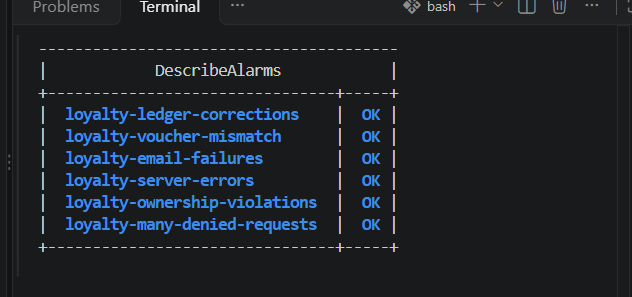 Problems Terminal ··· bash
----------------------------------------
|            DescribeAlarms            |
+--------------------------------+-----+
|  loyalty-ledger-corrections    |  OK |
|  loyalty-voucher-mismatch      |  OK |
|  loyalty-email-failures        |  OK |
|  loyalty-server-errors         |  OK |
|  loyalty-ownership-violations  |  OK |
|  loyalty-many-denied-requests  |  OK |
+--------------------------------+-----+